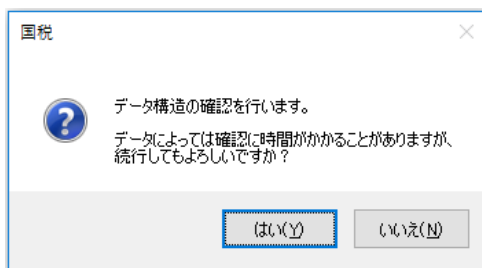 国税
データ構造の確認を行います。
データによっては確認に時間がかかることがありますが、
続行してもよろしいですか？
はい(Y)
いいえ(N)